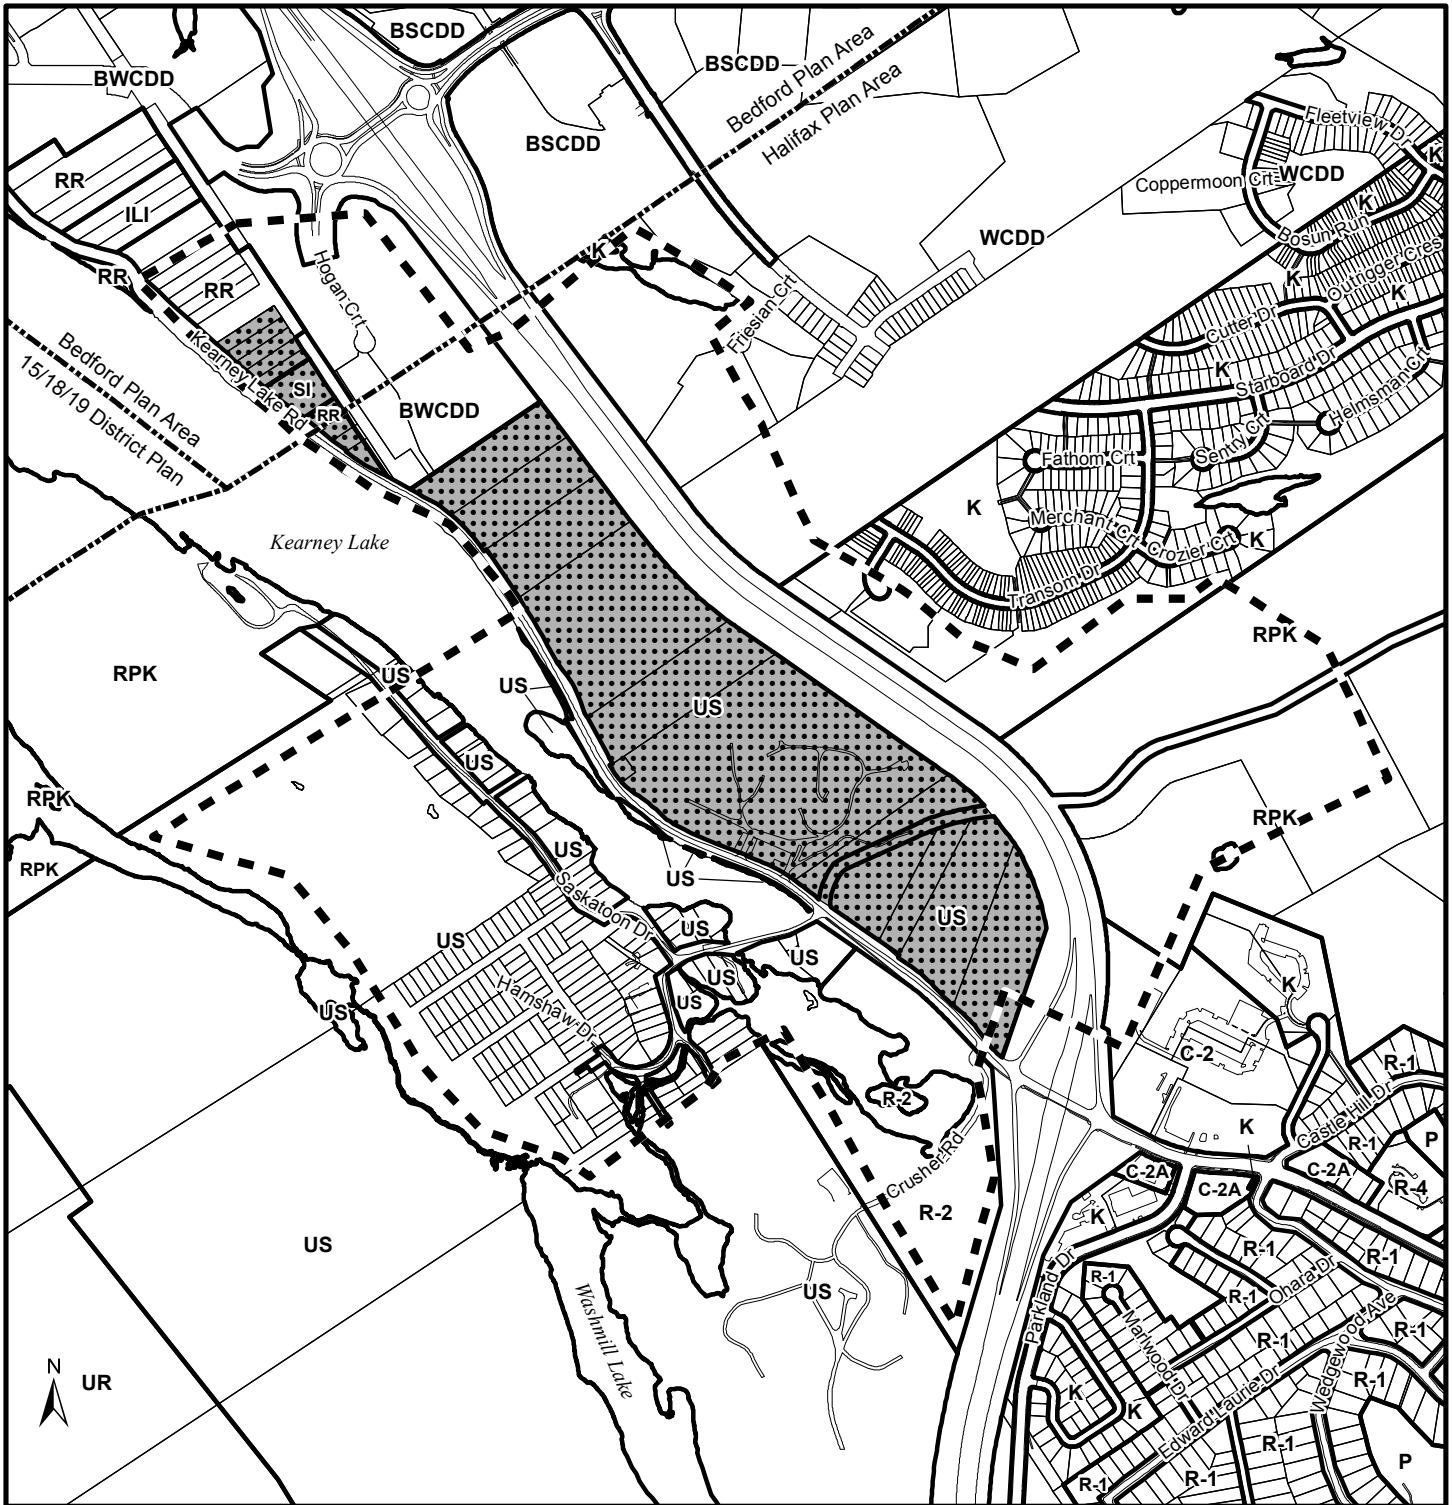 BSCDD
BWCDD
BSCDD
Bedford Plan Area
Halifax Plan Area
BSCDD
Fleetview D
K
WCDD
Coppermoon Crt
RR
ILI
K
Bosun Run
WCDD
K
RR
RR
Hogan Crt
K
Outrigger Cres
K
Friesian Crt
Cutter Dr
Kearney Lake Rd
Bedford Plan Area
15/18/19 District Plan
K
Starboard Dr
Helmsman Crt
SI
RR
BWCDD
Sentry Crt
Fathom Crt
K
Merchant Crt
Crozier Crt
K
Kearney Lake
Transom Dr
RPK
RPK
US
US
US
US
RPK
RPK
US
RPK
US
Saskatoon Dr
US
US
US
US
US
US
US
US
Hamshaw Dr
K
C-2
R-2
R-1
Castle Hill Dr
K
R-1
P
Crusher Rd
C-2A
C-2A
C-2A
R-4
R-2
K
US
R-1
R-1
Parkland Dr
R-1
Ohara Dr
R-1
US
Marlwood Dr
R-1
Wedgewood Ave
R-1
Washmill Lake
N
UR
K
K
R-1
Edward Laurie Dr
R-1
R-1
R-1
P